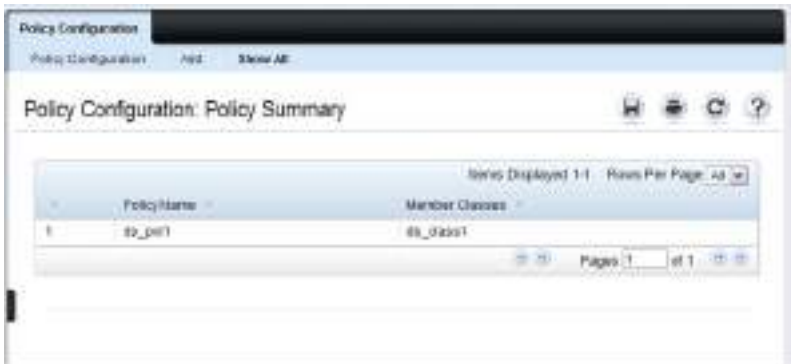 Policy Configuration
Policy Configuration Add Show All
Policy Configuration: Policy Summary
Items Displayed 1-1 Rows Per Page All
Policy Name Member Classes
1 ds_pol1 ds_class1
Pages 1 of 1